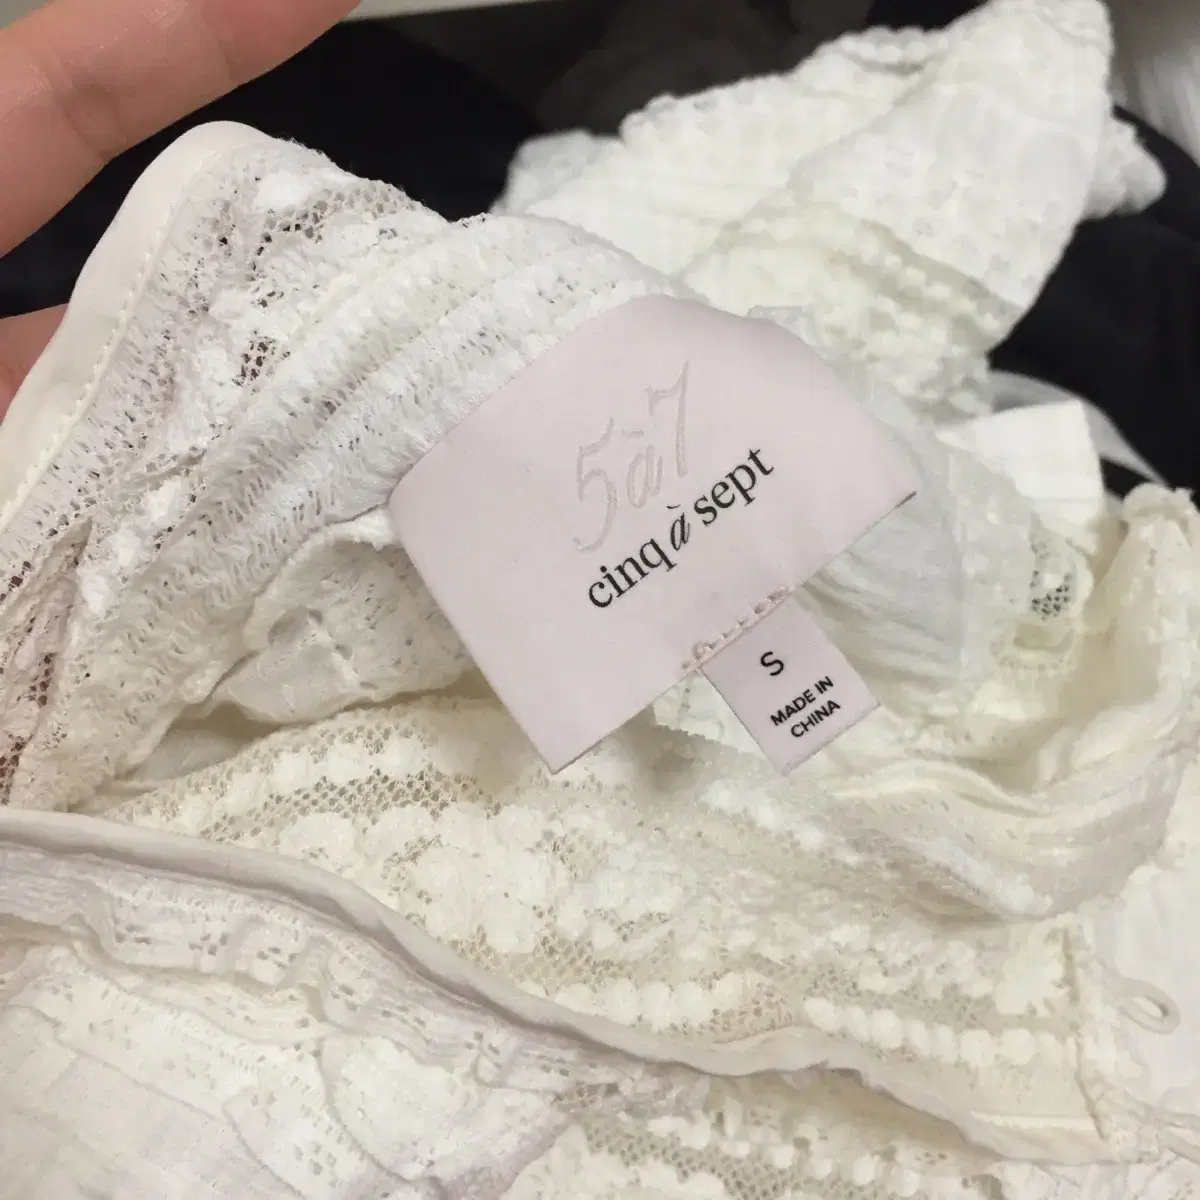 5à7
cinq à sept
S
MADE IN
CHINA